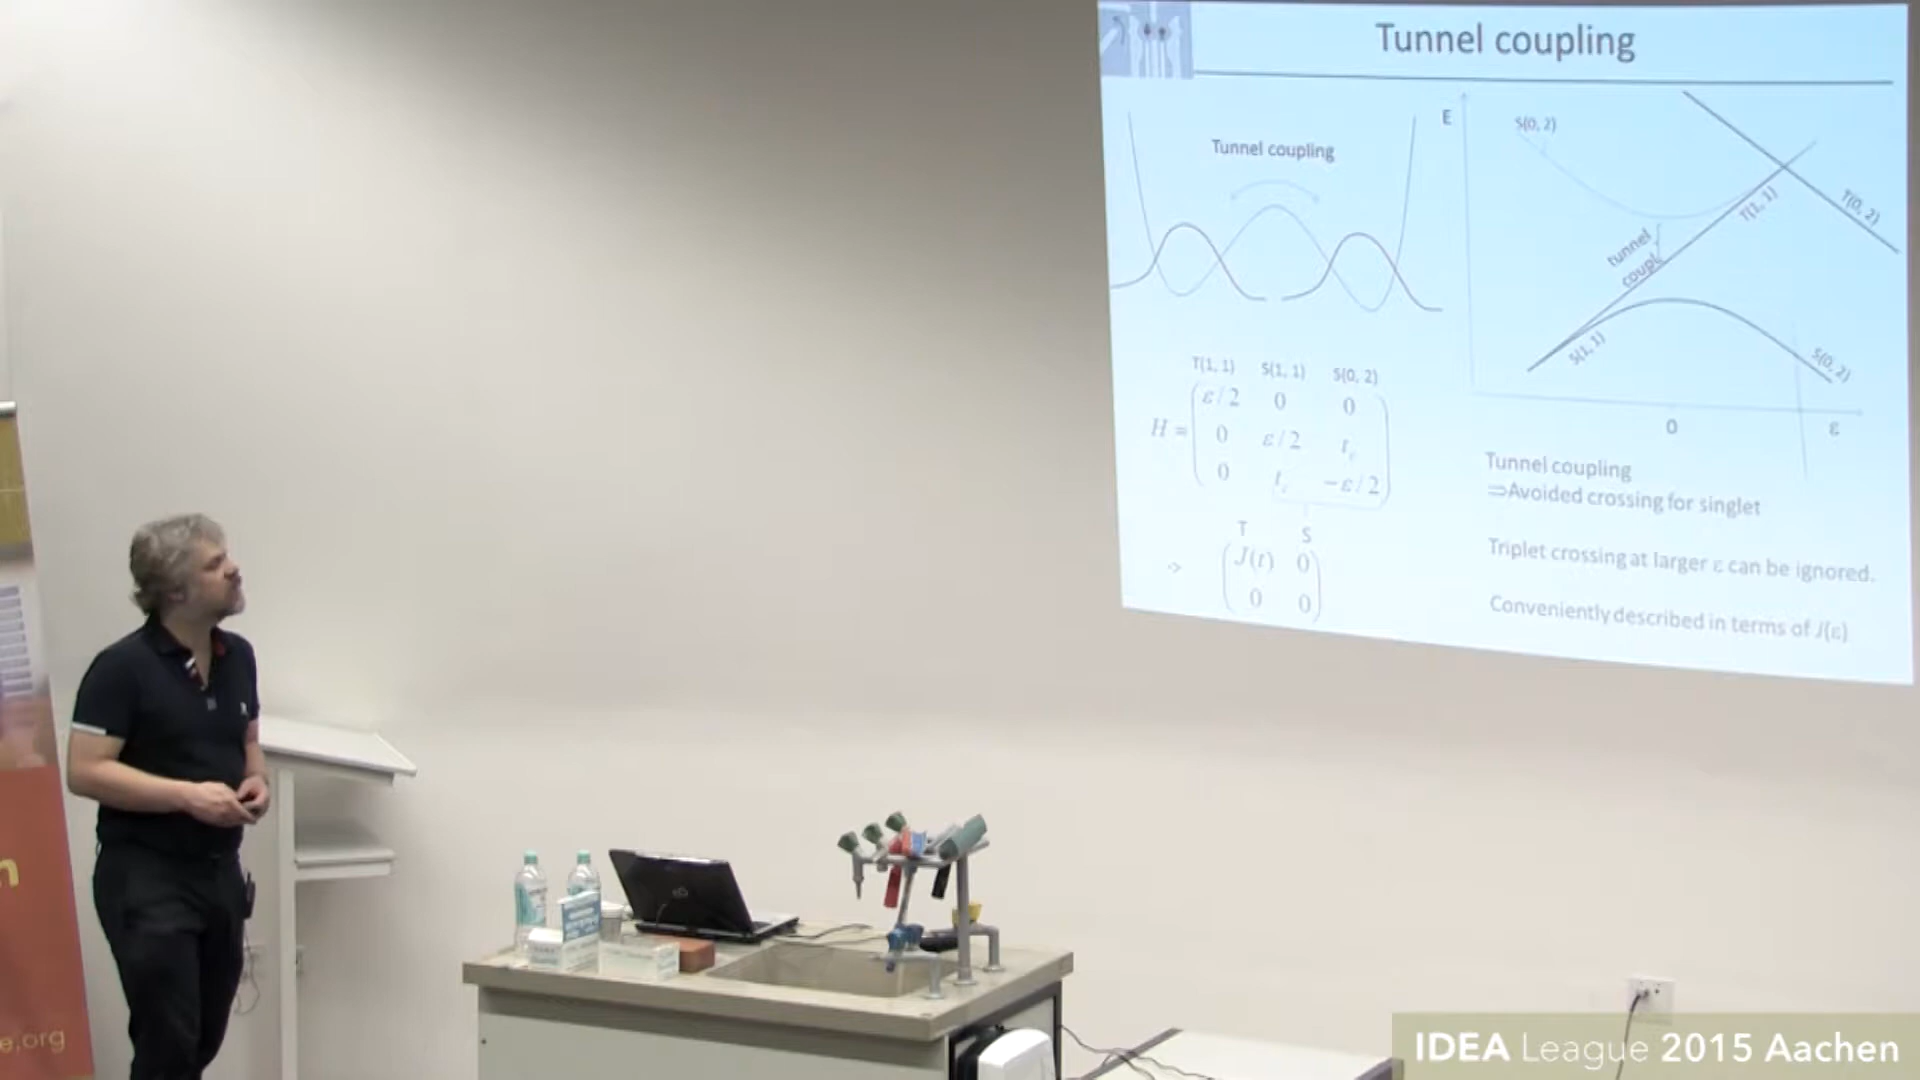 Tunnel coupling
Tunnel coupling
E
S(0, 2)
T(1, 1)
T(0, 2)
tunnel
coupl.
S(1, 1)
S(0, 2)
0
ε
T(1, 1) S(1, 1) S(0, 2)
H =
ε/2 0 0
0 ε/2 t_c
0 t_c -ε/2
T S
J(t) 0
0 0
Tunnel coupling
⇒Avoided crossing for singlet
Triplet crossing at larger ε can be ignored.
Conveniently described in terms of J(ε)
n
e.org
IDEA League 2015 Aachen